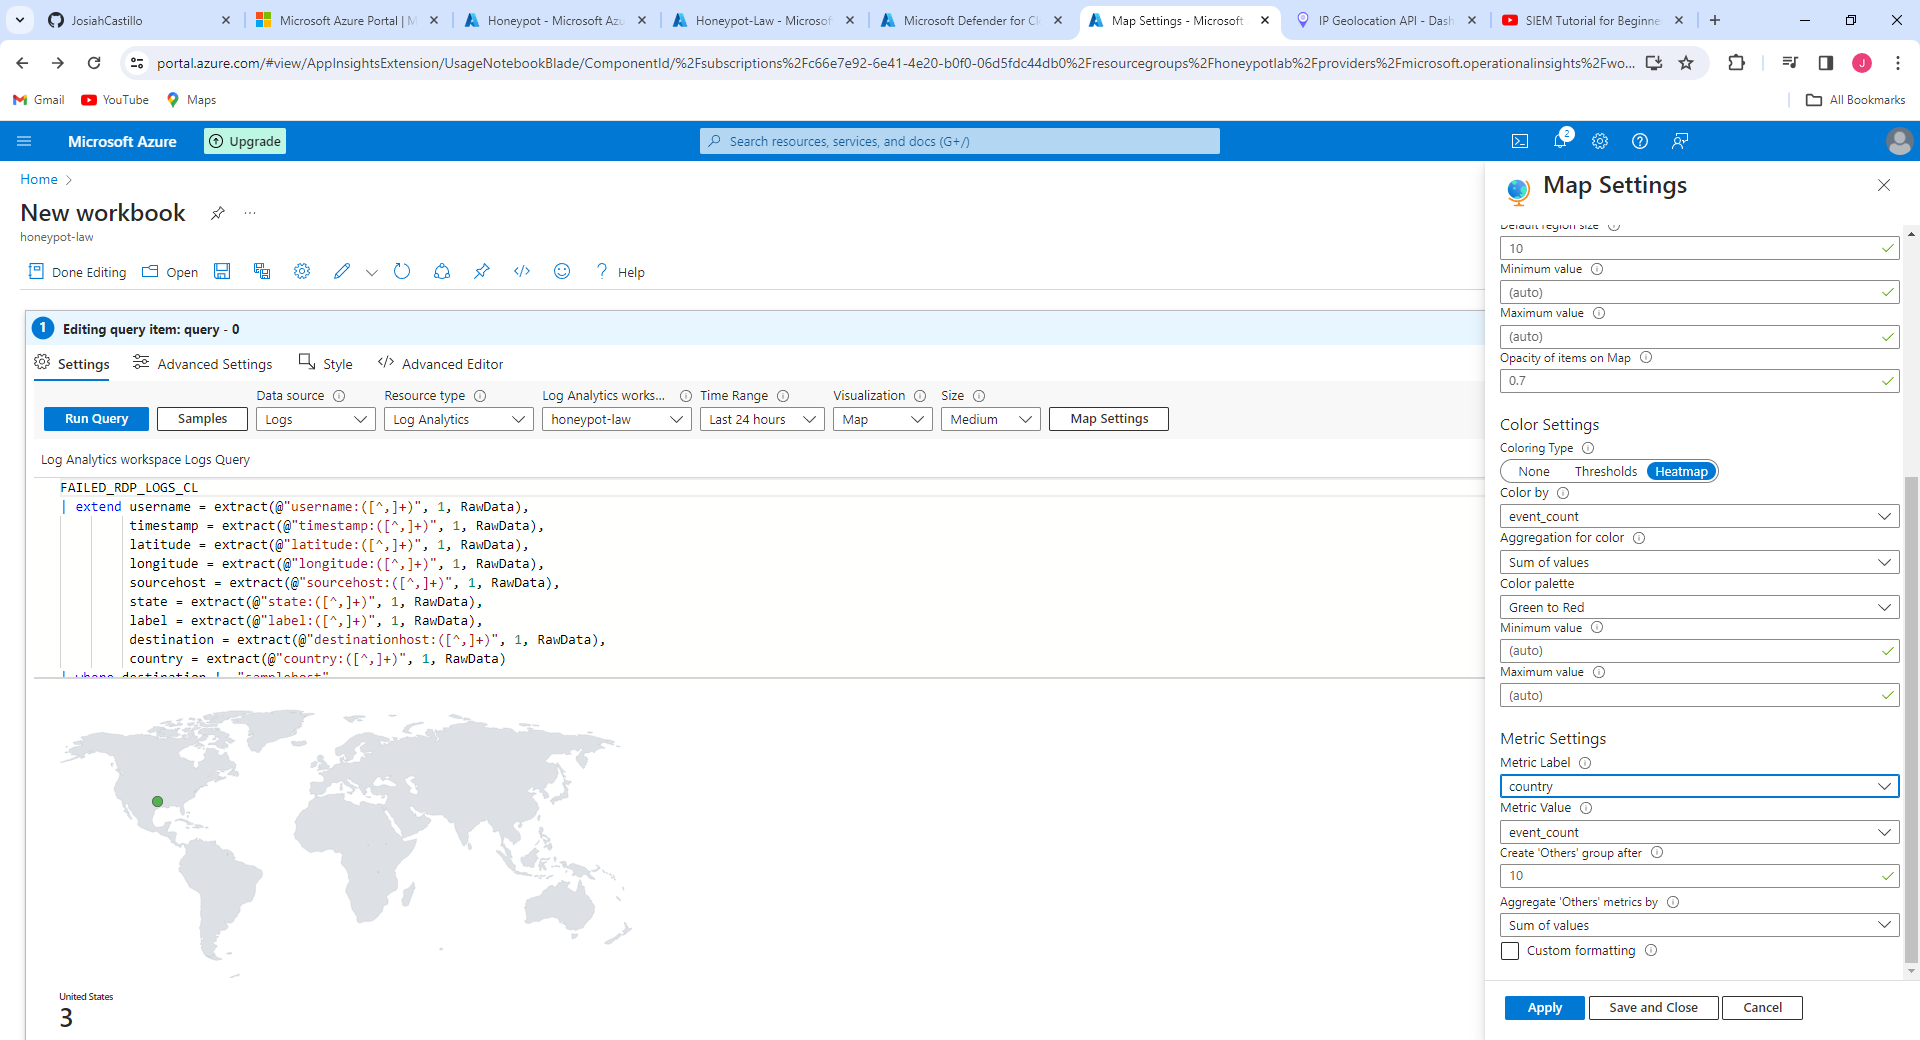 JosiahCastillo
Microsoft Azure Portal | M
Honeypot - Microsoft Azu
Honeypot-Law - Microsoft
Microsoft Defender for Cl
Map Settings - Microsoft
IP Geolocation API - Dash
SIEM Tutorial for Beginne
portal.azure.com/#view/AppInsightsExtension/UsageNotebookBlade/ComponentId/%2Fsubscriptions%2Fc66e7e92-6e41-4e20-b0f0-06d5fdc44db0%2Fresourcegroups%2Fhoneypotlab%2Fproviders%2Fmicrosoft.operationalinsights%2Fwo...
J
Gmail
YouTube
Maps
All Bookmarks
Microsoft Azure
Upgrade
Search resources, services, and docs (G+/)
2
Home
New workbook
...
honeypot-law
Done Editing
Open
Help
1
Editing query item: query - 0
Settings
Advanced Settings
Style
Advanced Editor
Data source
Resource type
Log Analytics works...
Time Range
Visualization
Size
Run Query
Samples
Logs
Log Analytics
honeypot-law
Last 24 hours
Map
Medium
Map Settings
Log Analytics workspace Logs Query
FAILED_RDP_LOGS_CL
| extend username = extract(@"username:([^,]+)", 1, RawData),
timestamp = extract(@"timestamp:([^,]+)", 1, RawData),
latitude = extract(@"latitude:([^,]+)", 1, RawData),
longitude = extract(@"longitude:([^,]+)", 1, RawData),
sourcehost = extract(@"sourcehost:([^,]+)", 1, RawData),
state = extract(@"state:([^,]+)", 1, RawData),
label = extract(@"label:([^,]+)", 1, RawData),
destination = extract(@"destinationhost:([^,]+)", 1, RawData),
country = extract(@"country:([^,]+)", 1, RawData)
| where destination != "samplehost"
United States
3
Map Settings
Default region size
10
Minimum value
(auto)
Maximum value
(auto)
Opacity of items on Map
0.7
Color Settings
Coloring Type
None
Thresholds
Heatmap
Color by
event_count
Aggregation for color
Sum of values
Color palette
Green to Red
Minimum value
(auto)
Maximum value
(auto)
Metric Settings
Metric Label
country
Metric Value
event_count
Create 'Others' group after
10
Aggregate 'Others' metrics by
Sum of values
Custom formatting
Apply
Save and Close
Cancel